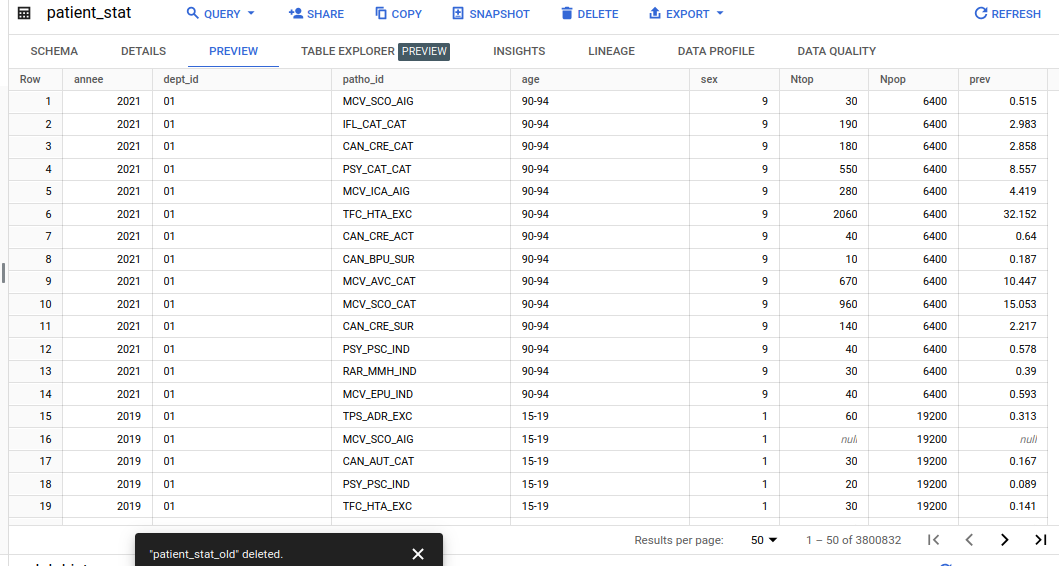 patient_stat QUERY SHARE COPY SNAPSHOT DELETE EXPORT REFRESH
SCHEMA DETAILS PREVIEW TABLE EXPLORER PREVIEW INSIGHTS LINEAGE DATA PROFILE DATA QUALITY
Row annee dept_id patho_id age sex Ntop Npop prev
1 2021 01 MCV_SCO_AIG 90-94 9 30 6400 0.515
2 2021 01 IFL_CAT_CAT 90-94 9 190 6400 2.983
3 2021 01 CAN_CRE_CAT 90-94 9 180 6400 2.858
4 2021 01 PSY_CAT_CAT 90-94 9 550 6400 8.557
5 2021 01 MCV_ICA_AIG 90-94 9 280 6400 4.419
6 2021 01 TFC_HTA_EXC 90-94 9 2060 6400 32.152
7 2021 01 CAN_CRE_ACT 90-94 9 40 6400 0.64
8 2021 01 CAN_BPU_SUR 90-94 9 10 6400 0.187
9 2021 01 MCV_AVC_CAT 90-94 9 670 6400 10.447
10 2021 01 MCV_SCO_CAT 90-94 9 960 6400 15.053
11 2021 01 CAN_CRE_SUR 90-94 9 140 6400 2.217
12 2021 01 PSY_PSC_IND 90-94 9 40 6400 0.578
13 2021 01 RAR_MMH_IND 90-94 9 30 6400 0.39
14 2021 01 MCV_EPU_IND 90-94 9 40 6400 0.593
15 2019 01 TPS_ADR_EXC 15-19 1 60 19200 0.313
16 2019 01 MCV_SCO_AIG 15-19 1 null 19200 null
17 2019 01 CAN_AUT_CAT 15-19 1 30 19200 0.167
18 2019 01 PSY_PSC_IND 15-19 1 20 19200 0.089
19 2019 01 TFC_HTA_EXC 15-19 1 30 19200 0.141
Results per page: 50 1 – 50 of 3800832
"patient_stat_old" deleted.